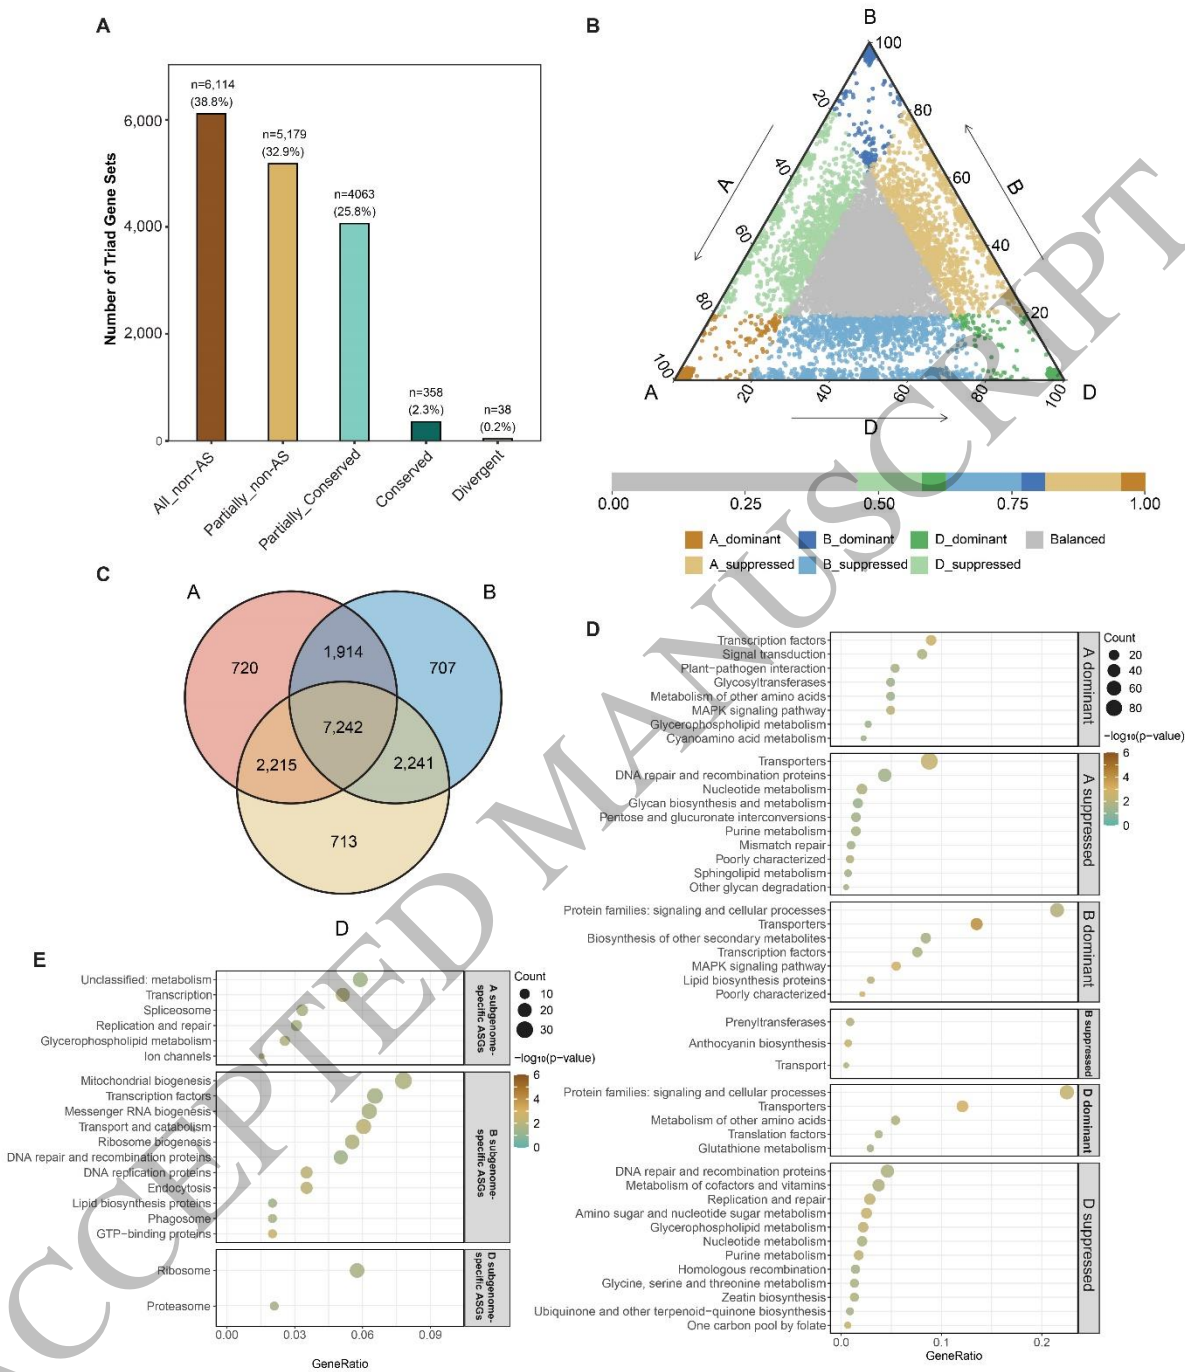 A
Number of Triad Gene Sets
6,000
4,000
2,000
0
n=6,114
(38.8%)
n=5,179
(32.9%)
n=4063
(25.8%)
n=358
(2.3%)
n=38
(0.2%)
All_non-AS
Partially_non-AS
Partially_Conserved
Conserved
Divergent
B
B
100
80
60
40
20
20
40
60
80
100
A
B
A
20
40
60
80
100
D
D
0.00
0.25
0.50
0.75
1.00
A_dominant
B_dominant
D_dominant
Balanced
A_suppressed
B_suppressed
D_suppressed
C
A
B
720
1,914
707
7,242
2,215
2,241
713
D
D
Transcription factors
Signal transduction
Plant-pathogen interaction
Glycosyltransferases
Metabolism of other amino acids
MAPK signaling pathway
Glycerophospholipid metabolism
Cyanoamino acid metabolism
A dominant
Transporters
DNA repair and recombination proteins
Nucleotide metabolism
Glycan biosynthesis and metabolism
Pentose and glucuronate interconversions
Purine metabolism
Mismatch repair
Poorly characterized
Sphingolipid metabolism
Other glycan degradation
A suppressed
Protein families: signaling and cellular processes
Transporters
Biosynthesis of other secondary metabolites
Transcription factors
MAPK signaling pathway
Lipid biosynthesis proteins
Poorly characterized
B dominant
Prenyltransferases
Anthocyanin biosynthesis
Transport
B suppressed
Protein families: signaling and cellular processes
Transporters
Metabolism of other amino acids
Translation factors
Glutathione metabolism
D dominant
DNA repair and recombination proteins
Metabolism of cofactors and vitamins
Replication and repair
Amino sugar and nucleotide sugar metabolism
Glycerophospholipid metabolism
Nucleotide metabolism
Purine metabolism
Homologous recombination
Glycine, serine and threonine metabolism
Zeatin biosynthesis
Ubiquinone and other terpenoid−quinone biosynthesis
One carbon pool by folate
D suppressed
0.0
0.1
0.2
GeneRatio
Count
20
40
60
80
−log₁₀(p−value)
6
4
2
0
E
Unclassified: metabolism
Transcription
Spliceosome
Replication and repair
Glycerophospholipid metabolism
Ion channels
A subgenome-
specific ASGs
Mitochondrial biogenesis
Transcription factors
Messenger RNA biogenesis
Transport and catabolism
Ribosome biogenesis
DNA repair and recombination proteins
DNA replication proteins
Endocytosis
Lipid biosynthesis proteins
Phagosome
GTP−binding proteins
B subgenome-
specific ASGs
Ribosome
Proteasome
D subgenome-
specific ASGs
0.00
0.03
0.06
0.09
GeneRatio
Count
10
20
30
−log₁₀(p−value)
6
4
2
0
ACCEPTED MANUSCRIPT